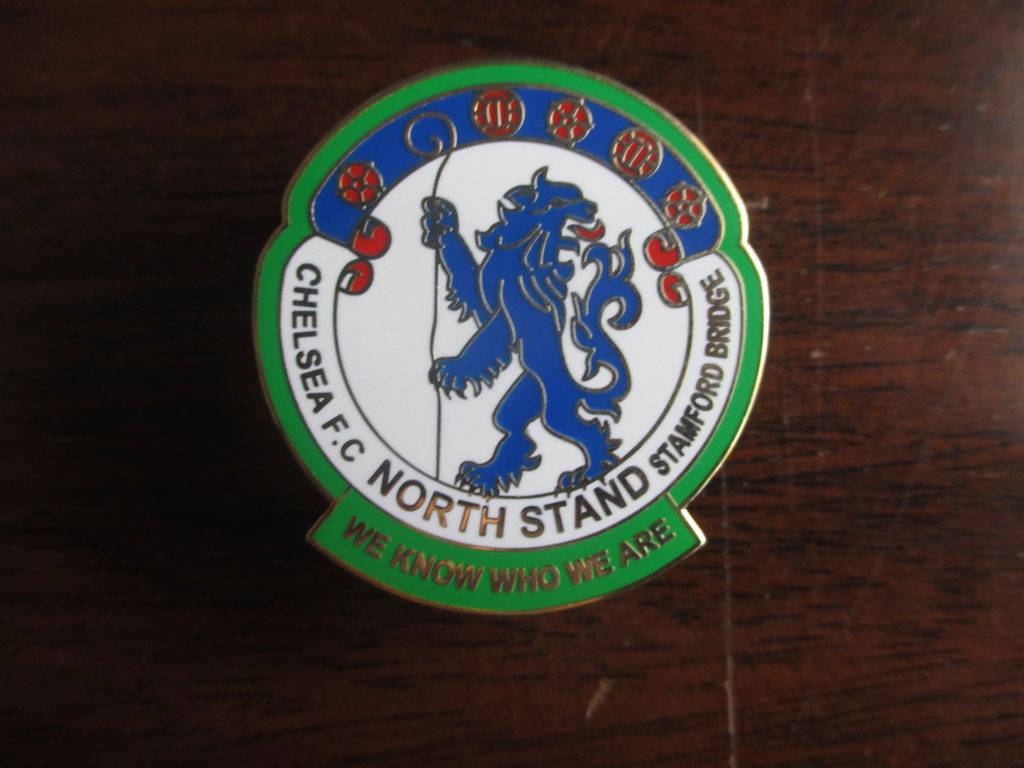 CHELSEA F.C NORTH STAND STAMFORD BRIDGE
WE KNOW WHO WE ARE